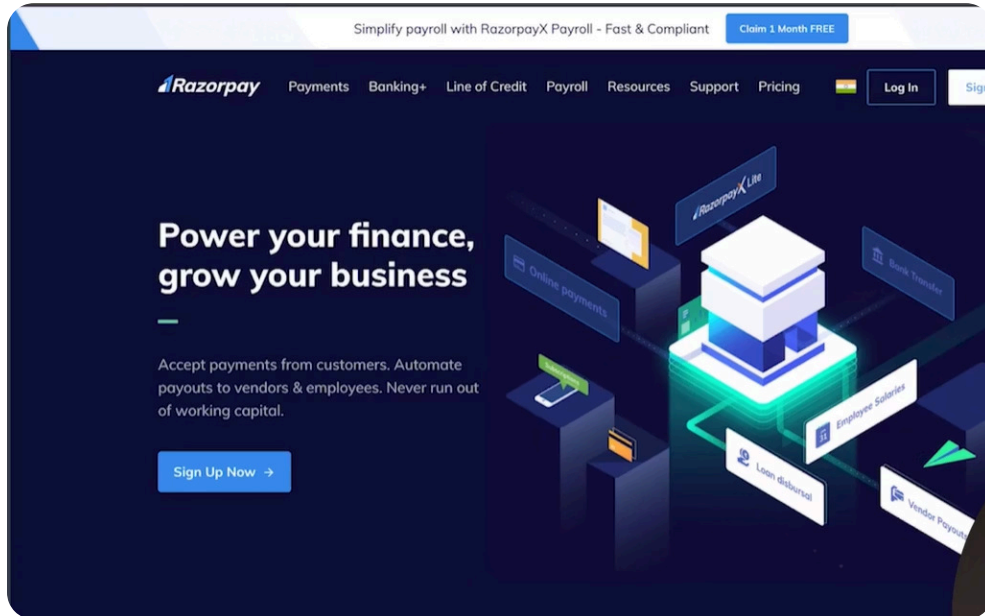 Simplify payroll with RazorpayX Payroll - Fast & Compliant
Claim 1 Month FREE
Razorpay
Payments
Banking+
Line of Credit
Payroll
Resources
Support
Pricing
Log In
Power your finance,
grow your business
Accept payments from customers. Automate
payouts to vendors & employees. Never run out
of working capital.
Sign Up Now →
RazorpayX Lite
Online payments
Bank Transfer
Subscriptions
Employee Salaries
31
Loan disbursal
Vendor Payouts